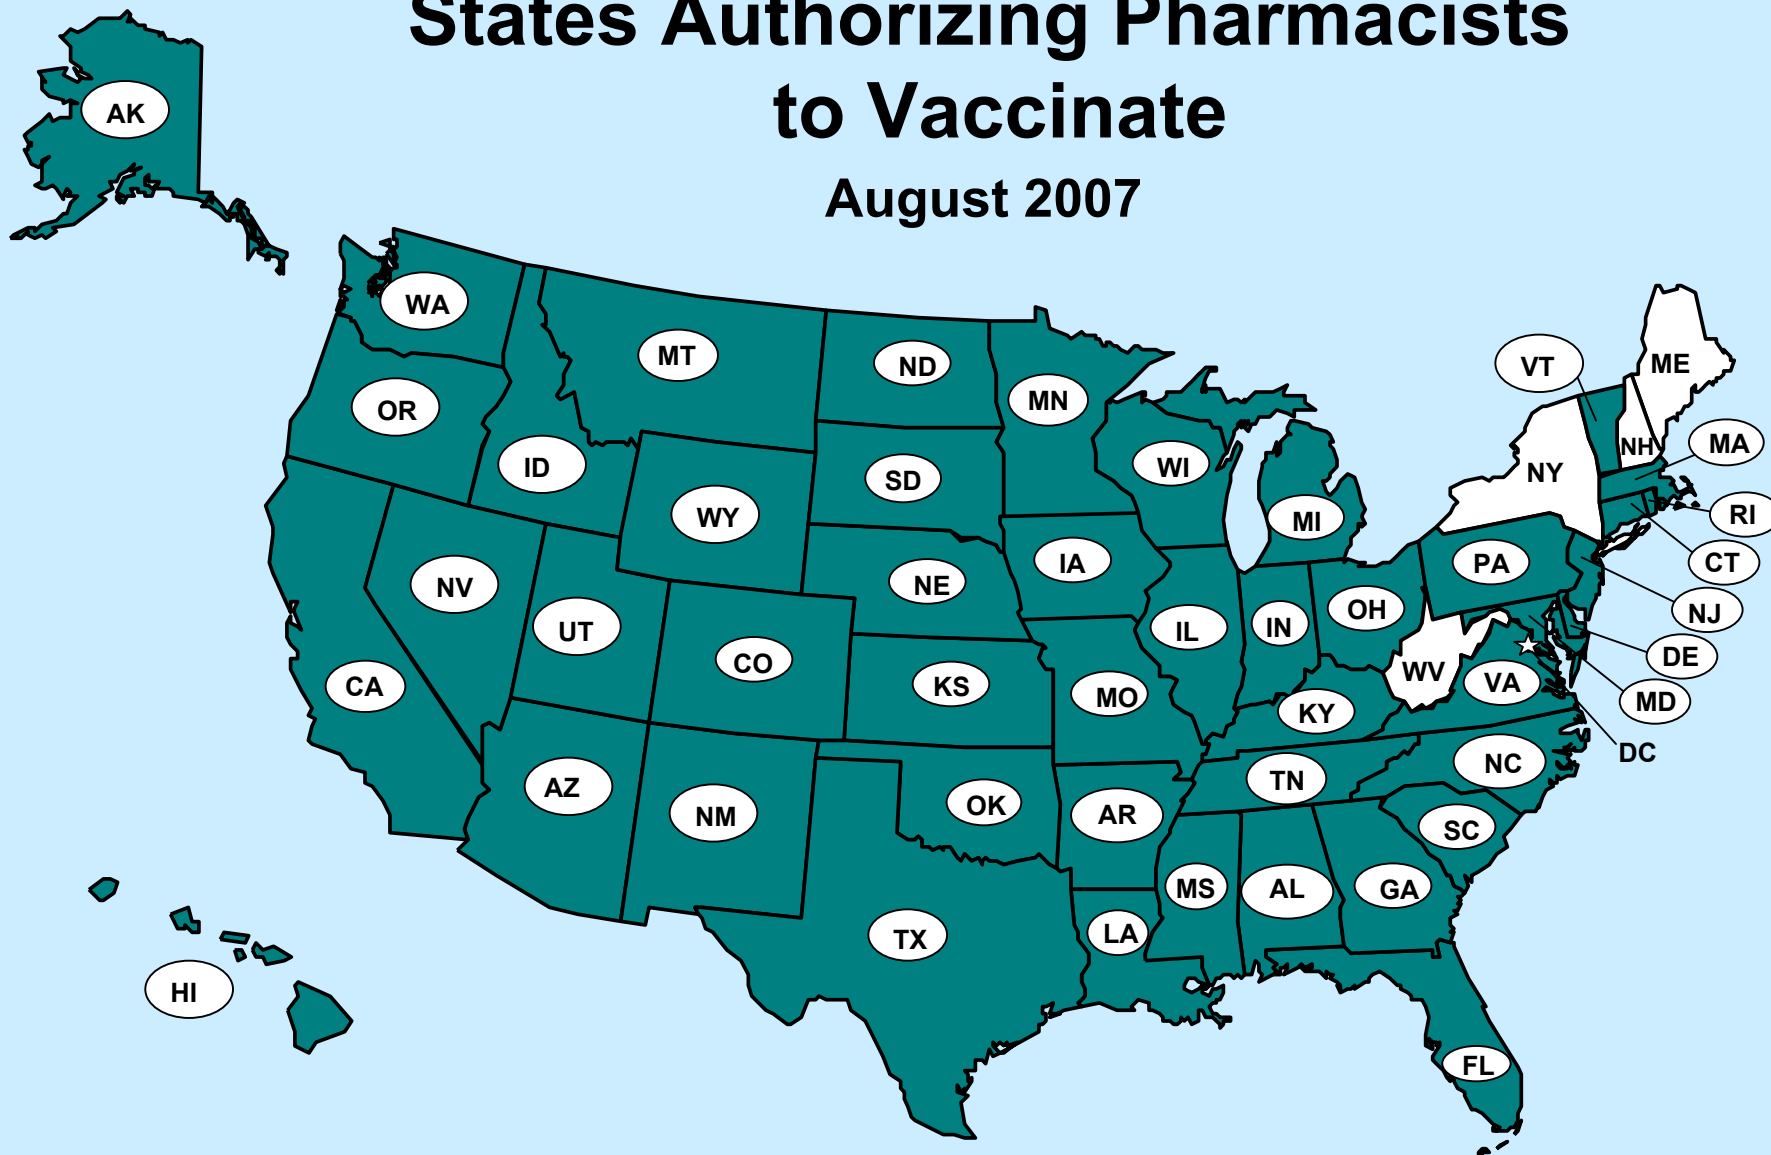 States Authorizing Pharmacists
to Vaccinate
August 2007
AK
WA
MT
ND
MN
VT
ME
OR
ID
WI
NH
MA
SD
NY
WY
MI
RI
IA
PA
CT
NV
NE
UT
IL
IN
OH
NJ
CO
DE
CA
KS
MO
WV
VA
MD
KY
DC
AZ
NM
OK
AR
TN
NC
SC
MS
AL
GA
TX
LA
HI
FL